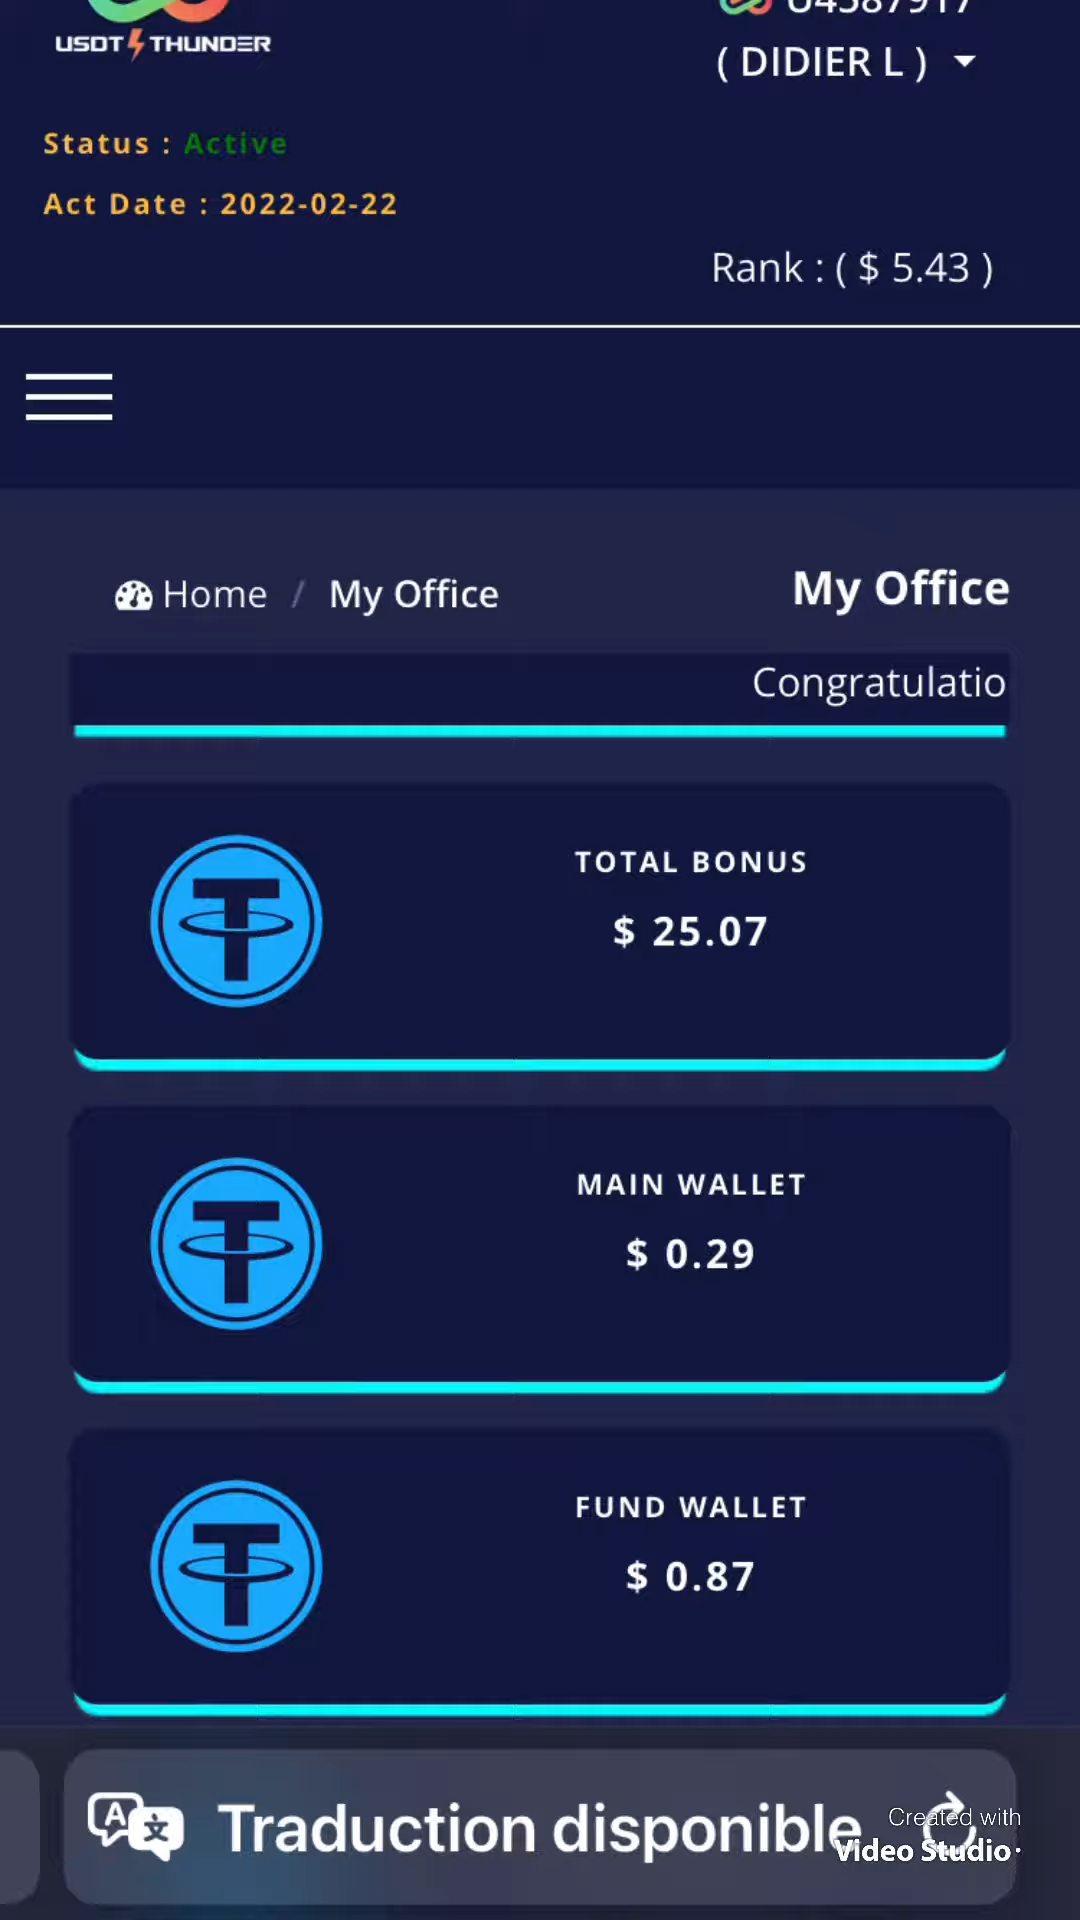 USDT THUNDER
U4587917
( DIDIER L )
Status : Active
Act Date : 2022-02-22
Rank : ( $ 5.43 )
Home / My Office
My Office
Congratulatio
TOTAL BONUS
$ 25.07
MAIN WALLET
$ 0.29
FUND WALLET
$ 0.87
Traduction disponible
Created with
Video Studio